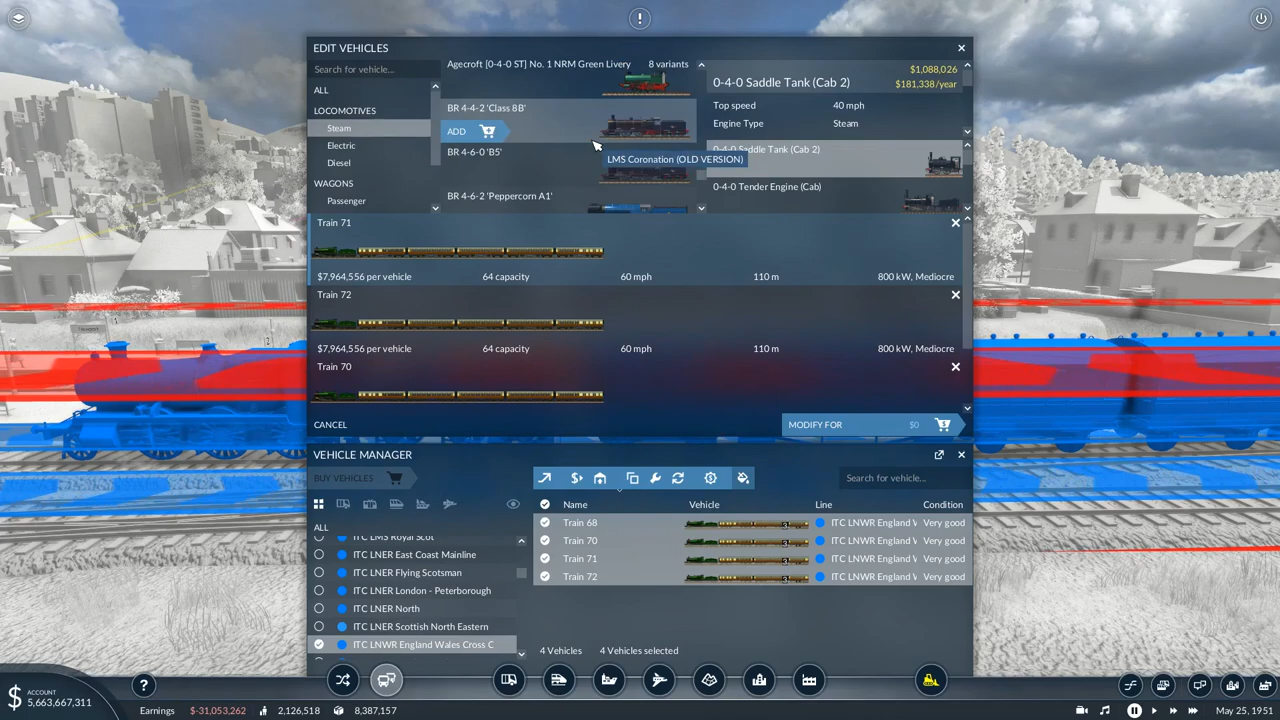 EDIT VEHICLES
Search for vehicle...
ALL
LOCOMOTIVES
Steam
Electric
Diesel
WAGONS
Passenger
Agecroft [0-4-0 ST] No. 1 NRM Green Livery 8 variants
BR 4-4-2 'Class 8B'
ADD
BR 4-6-0 'B5'
LMS Coronation (OLD VERSION)
BR 4-6-2 'Peppercorn A1'
$1,088,026
0-4-0 Saddle Tank (Cab 2)
$181,338/year
Top speed 40 mph
Engine Type Steam
0-4-0 Saddle Tank (Cab 2)
0-4-0 Tender Engine (Cab)
Train 71
$7,964,556 per vehicle 64 capacity 60 mph 110 m 800 kW, Mediocre
Train 72
$7,964,556 per vehicle 64 capacity 60 mph 110 m 800 kW, Mediocre
Train 70
CANCEL
MODIFY FOR $0
VEHICLE MANAGER
BUY VEHICLES
Search for vehicle...
ALL
ITC LMS Royal Scot
ITC LNER East Coast Mainline
ITC LNER Flying Scotsman
ITC LNER London - Peterborough
ITC LNER North
ITC LNER Scottish North Eastern
ITC LNWR England Wales Cross C
Name Vehicle Line Condition
Train 68 ITC LNWR England V Very good
Train 70 ITC LNWR England V Very good
Train 71 ITC LNWR England V Very good
Train 72 ITC LNWR England V Very good
4 Vehicles 4 Vehicles selected
ACCOUNT
$ 5,663,667,311
?
Earnings $-31,053,262 2,126,518 8,387,157
May 25, 1951